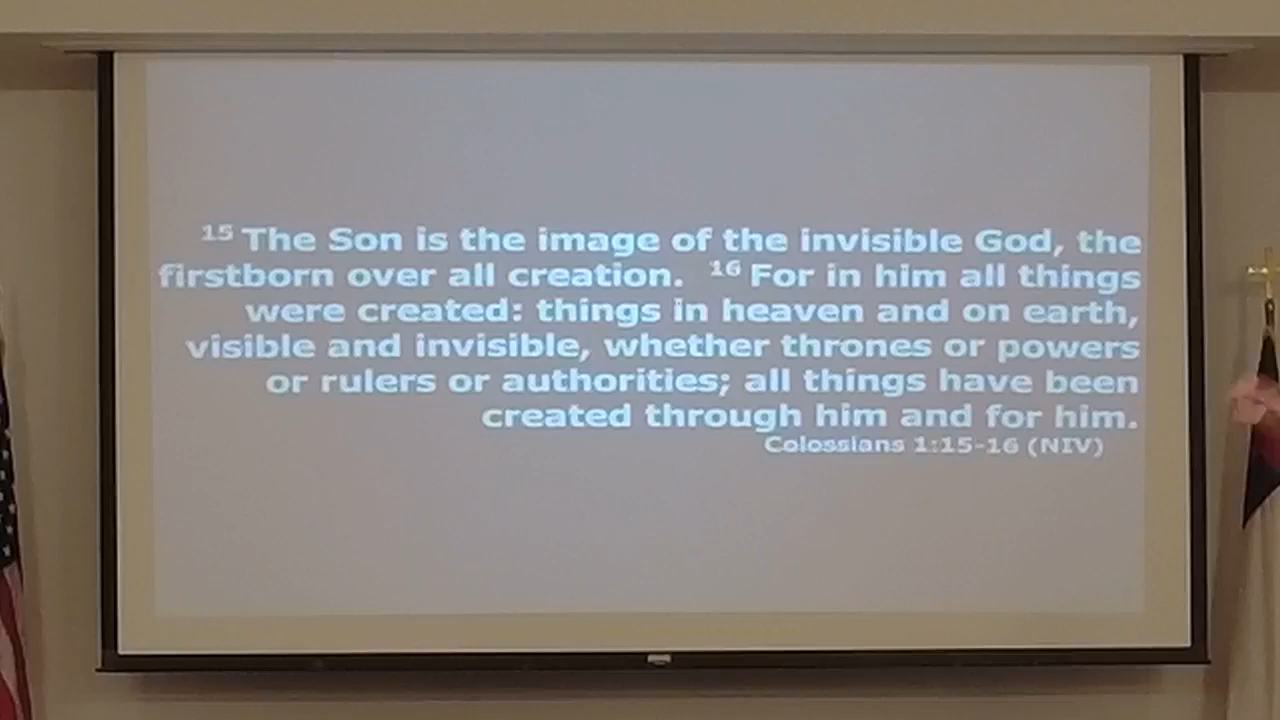 15 The Son is the image of the invisible God, the
firstborn over all creation. 16 For in him all things
were created: things in heaven and on earth,
visible and invisible, whether thrones or powers
or rulers or authorities; all things have been
created through him and for him.
Colossians 1:15-16 (NIV)